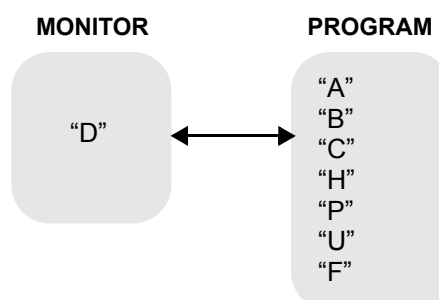 MONITOR
PROGRAM
“D”
“A”
“B”
“C”
“H”
“P”
“U”
“F”